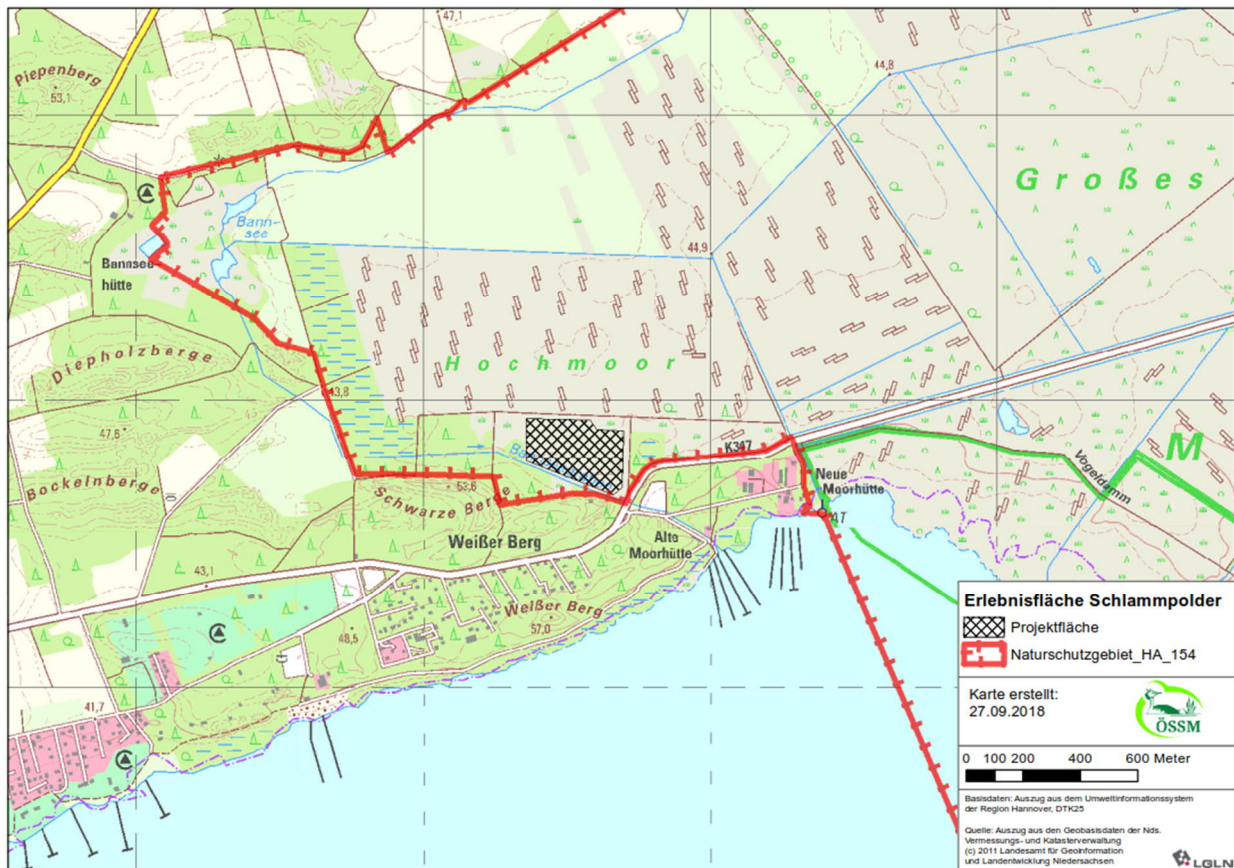 47,1
Piepenberg
53,1
44,8
Großes
Bann-
see
44,9
Bannsee-
hütte
Diepholzberge
Hochmoor
43,8
47,6
K347
M
Vogeldamm
Neue
Moorhütte
Bockelnberge
53,8
Schwarze Berge
Weißer Berg
Alte
Moorhütte
43,1
Weißer Berg
57,0
48,5
41,7
Erlebnisfläche Schlammpolder
Projektfläche
Naturschutzgebiet_HA_154
Karte erstellt:
27.09.2018
ÖSSM
0 100 200 400 600 Meter
Basisdaten: Auszug aus dem Umweltinformationssystem
der Region Hannover, DTK25
Quelle: Auszug aus den Geobasisdaten der Nds.
Vermessungs- und Katasterverwaltung
(c) 2011 Landesamt für Geoinformation
und Landentwicklung Niedersachsen
LGLN